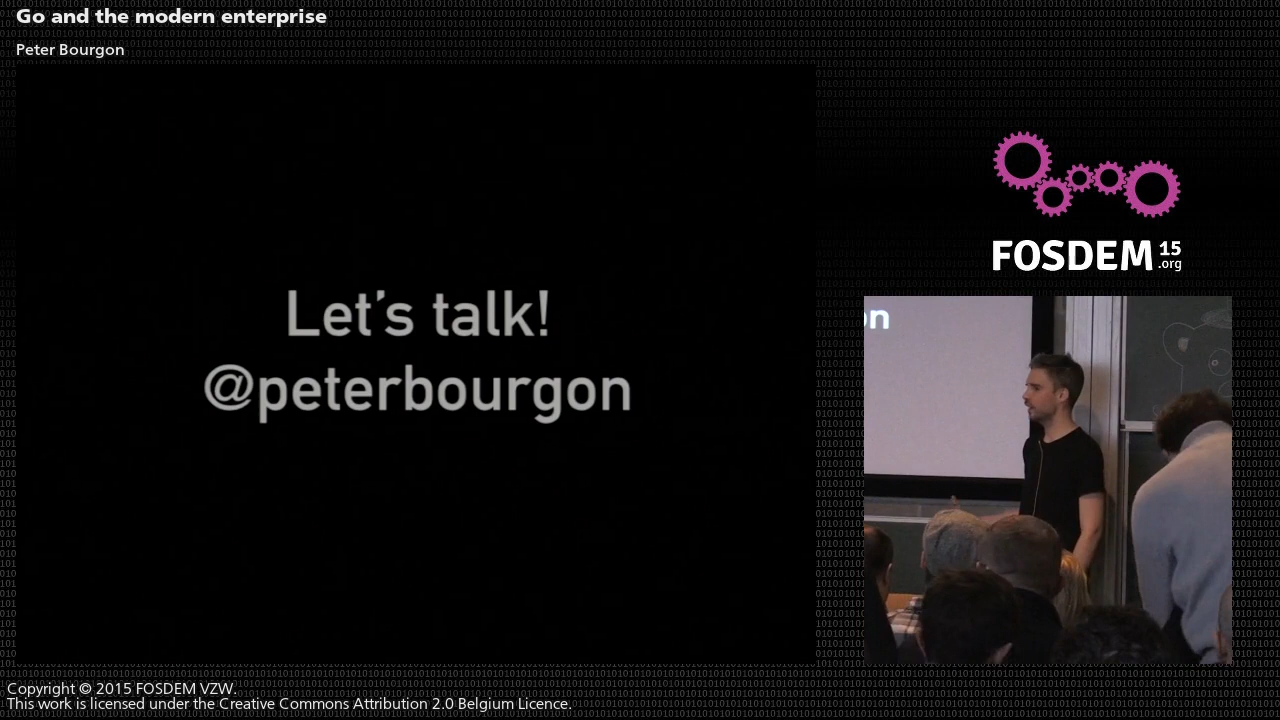 Go and the modern enterprise
Peter Bourgon
Let's talk!
@peterbourgon
FOSDEM 15
.org
on
Copyright © 2015 FOSDEM VZW.
This work is licensed under the Creative Commons Attribution 2.0 Belgium Licence.